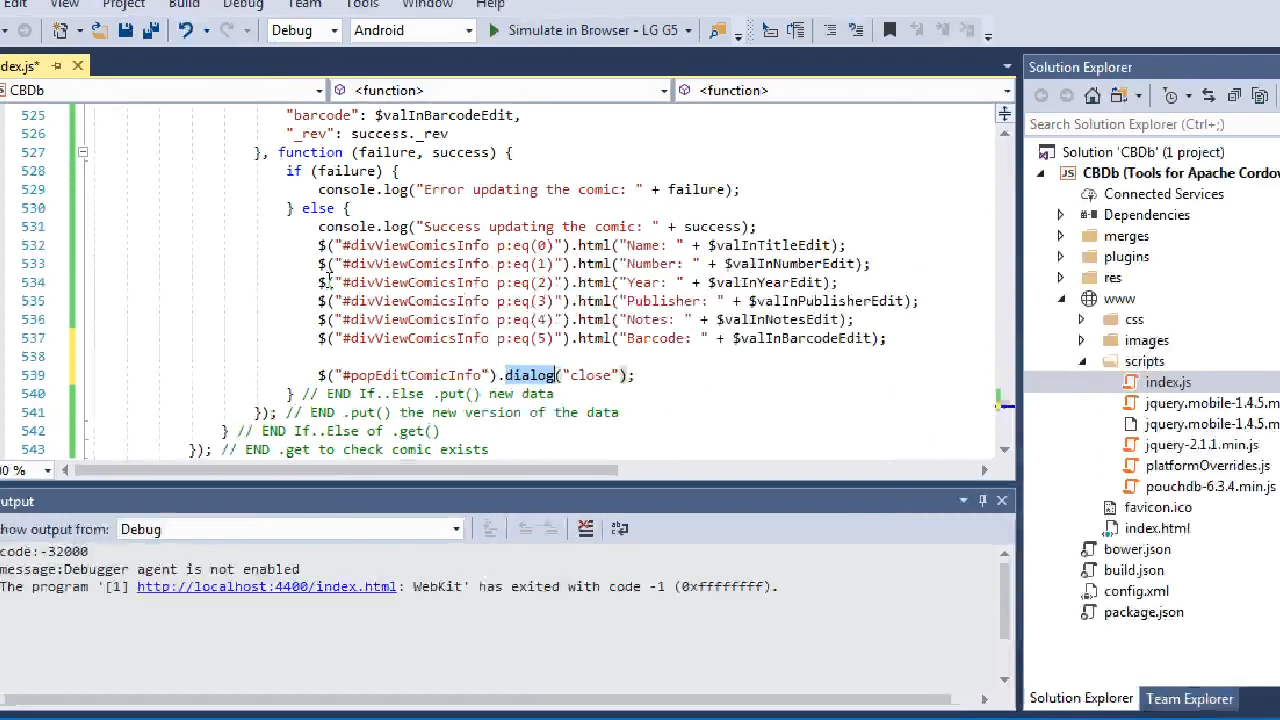 Edit View Project Build Debug Team Tools Window Help
Debug Android Simulate in Browser - LG G5
ndex.js*
CBDb <function> <function>
525 "barcode": $valInBarcodeEdit,
526 "_rev": success._rev
527 }, function (failure, success) {
528 if (failure) {
529 console.log("Error updating the comic: " + failure);
530 } else {
531 console.log("Success updating the comic: " + success);
532 $("#divViewComicsInfo p:eq(0)").html("Name: " + $valInTitleEdit);
533 $("#divViewComicsInfo p:eq(1)").html("Number: " + $valInNumberEdit);
534 $("#divViewComicsInfo p:eq(2)").html("Year: " + $valInYearEdit);
535 $("#divViewComicsInfo p:eq(3)").html("Publisher: " + $valInPublisherEdit);
536 $("#divViewComicsInfo p:eq(4)").html("Notes: " + $valInNotesEdit);
537 $("#divViewComicsInfo p:eq(5)").html("Barcode: " + $valInBarcodeEdit);
538
539 $("#popEditComicInfo").dialog("close");
540 } // END If..Else .put() new data
541 }); // END .put() the new version of the data
542 } // END If..Else of .get()
543 }); // END .get to check comic exists
00 %
utput
how output from: Debug
code:-32000
message:Debugger agent is not enabled
The program '[1] http://localhost:4400/index.html: WebKit' has exited with code -1 (0xffffffff).
Solution Explorer
Search Solution Explorer (Ctrl+;)
Solution 'CBDb' (1 project)
CBDb (Tools for Apache Cordov
Connected Services
Dependencies
merges
plugins
res
www
css
images
scripts
index.js
jquery.mobile-1.4.5.m
jquery.mobile-1.4.5.m
jquery-2.1.1.min.js
platformOverrides.js
pouchdb-6.3.4.min.js
favicon.ico
index.html
bower.json
build.json
config.xml
package.json
Solution Explorer Team Explorer